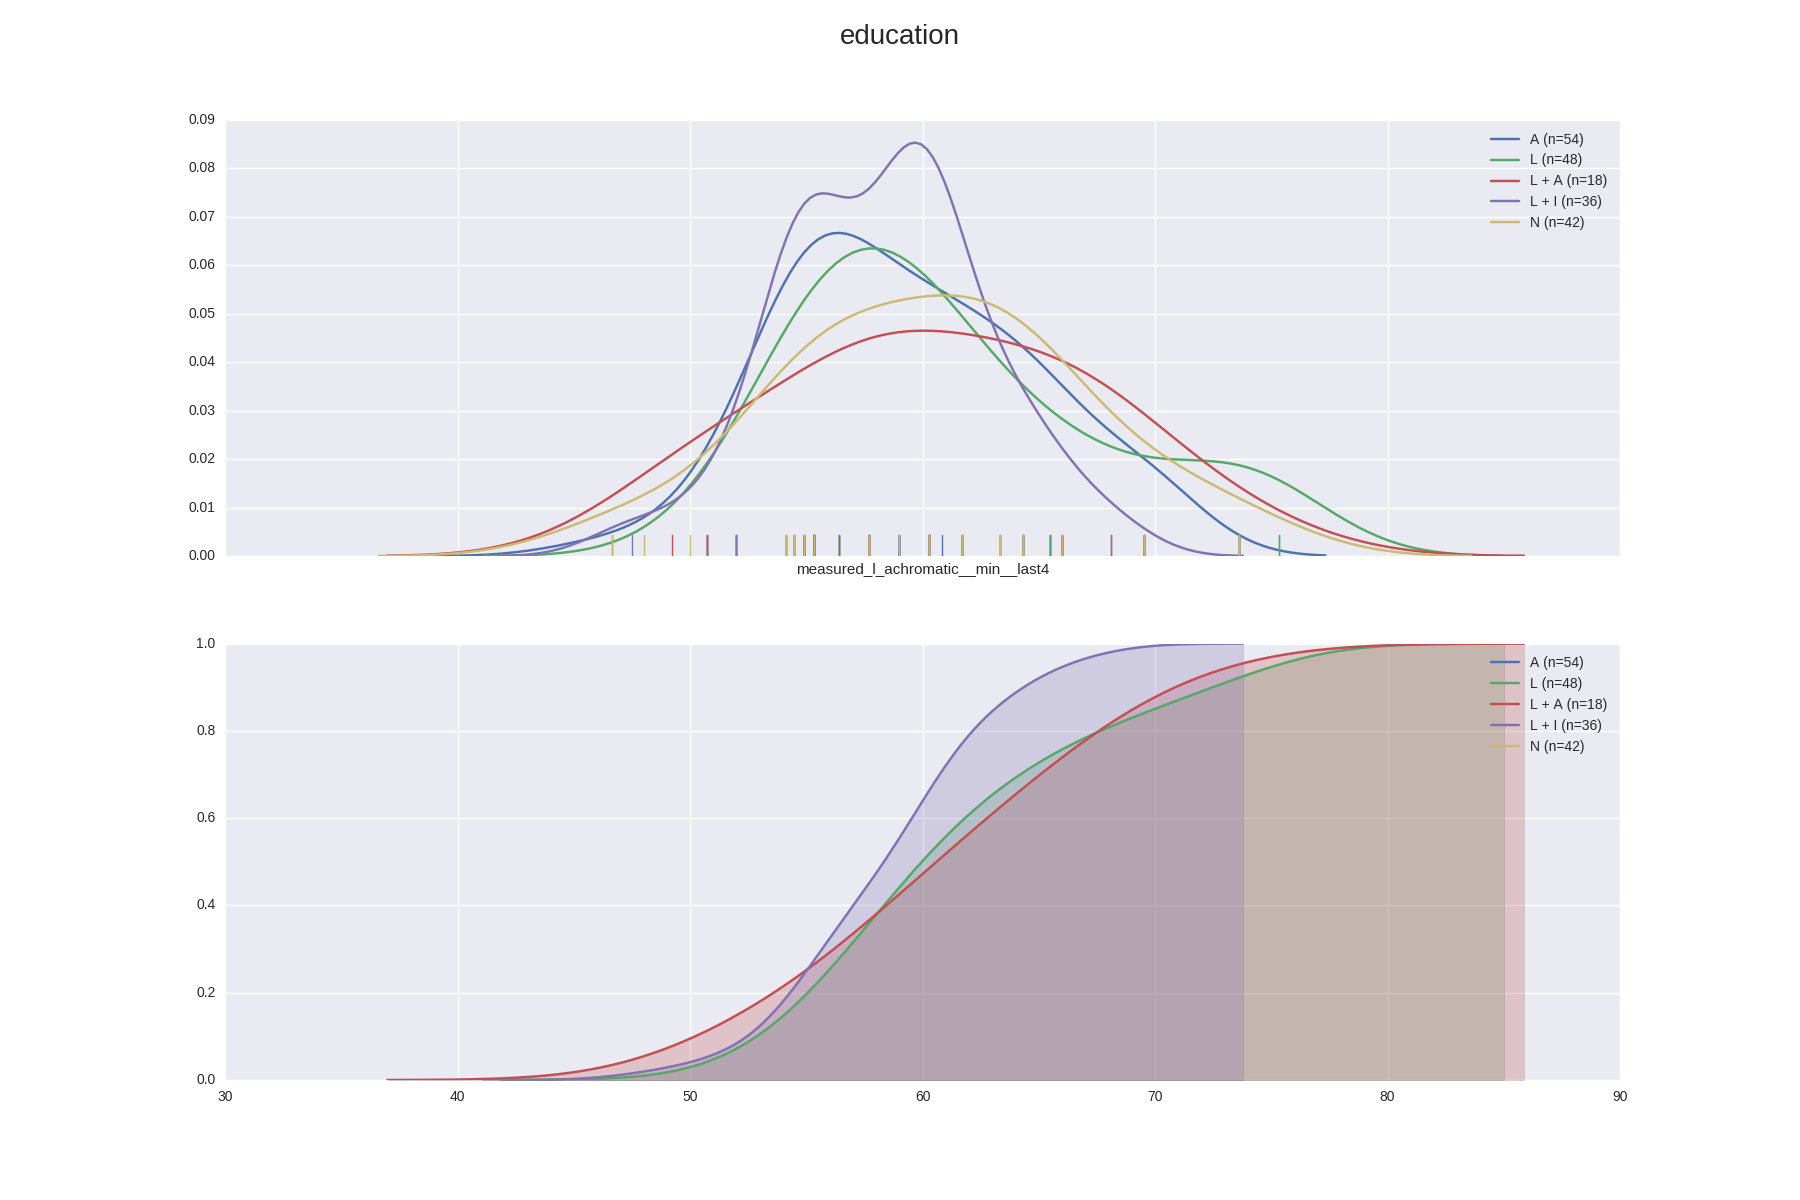 education
0.09
0.08
0.07
0.06
0.05
0.04
0.03
0.02
0.01
0.00
A (n=54)
L (n=48)
L + A (n=18)
L + I (n=36)
N (n=42)
measured_l_achromatic__min__last4
1.0
0.8
0.6
0.4
0.2
0.0
A (n=54)
L (n=48)
L + A (n=18)
L + I (n=36)
N (n=42)
30 40 50 60 70 80 90